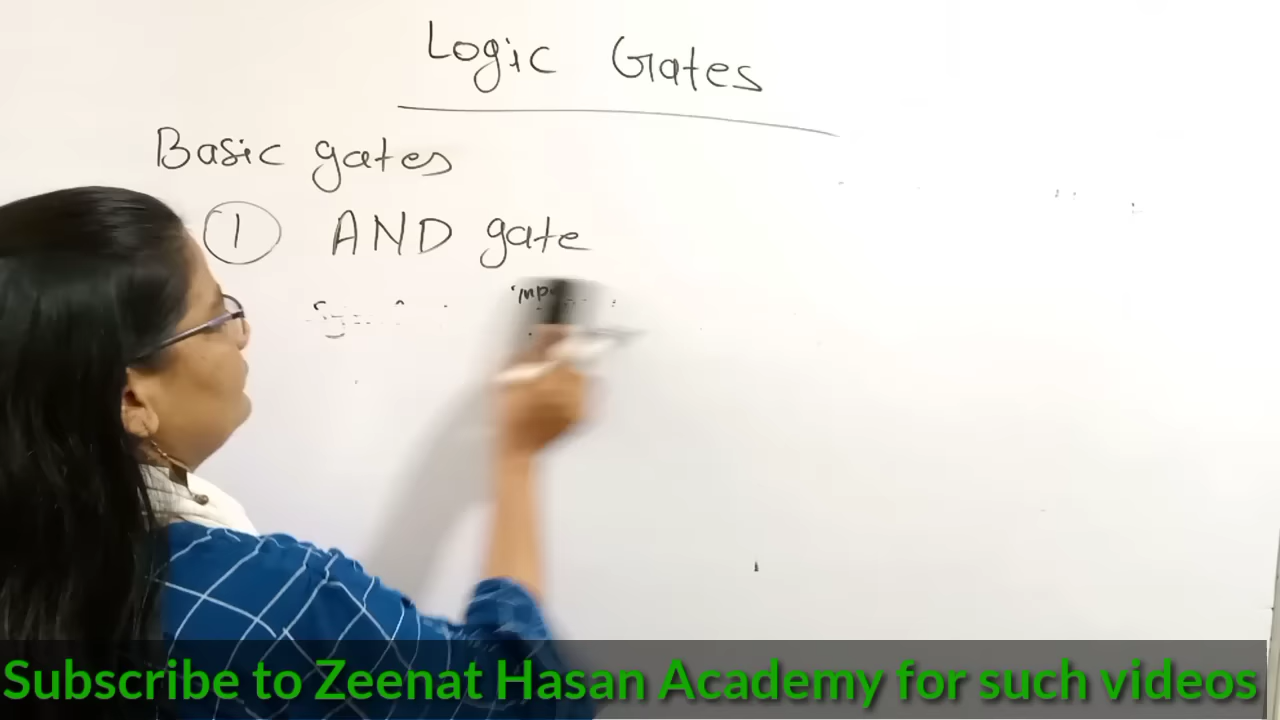 Logic Gates
Basic gates
1 AND gate
Subscribe to Zeenat Hasan Academy for such videos